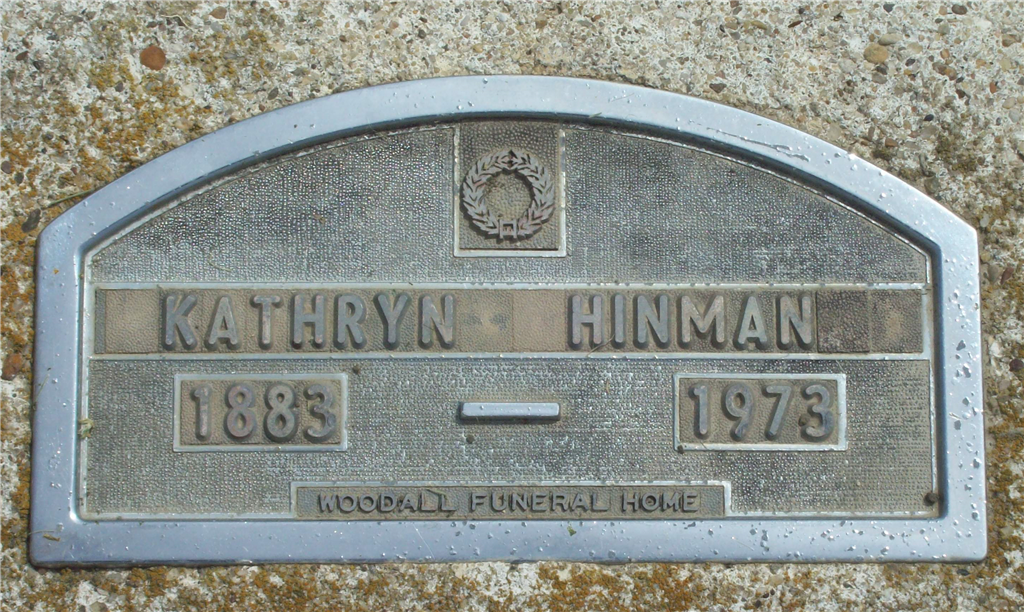 KATHRYN HINMAN
1883 — 1973
WOODALL FUNERAL HOME